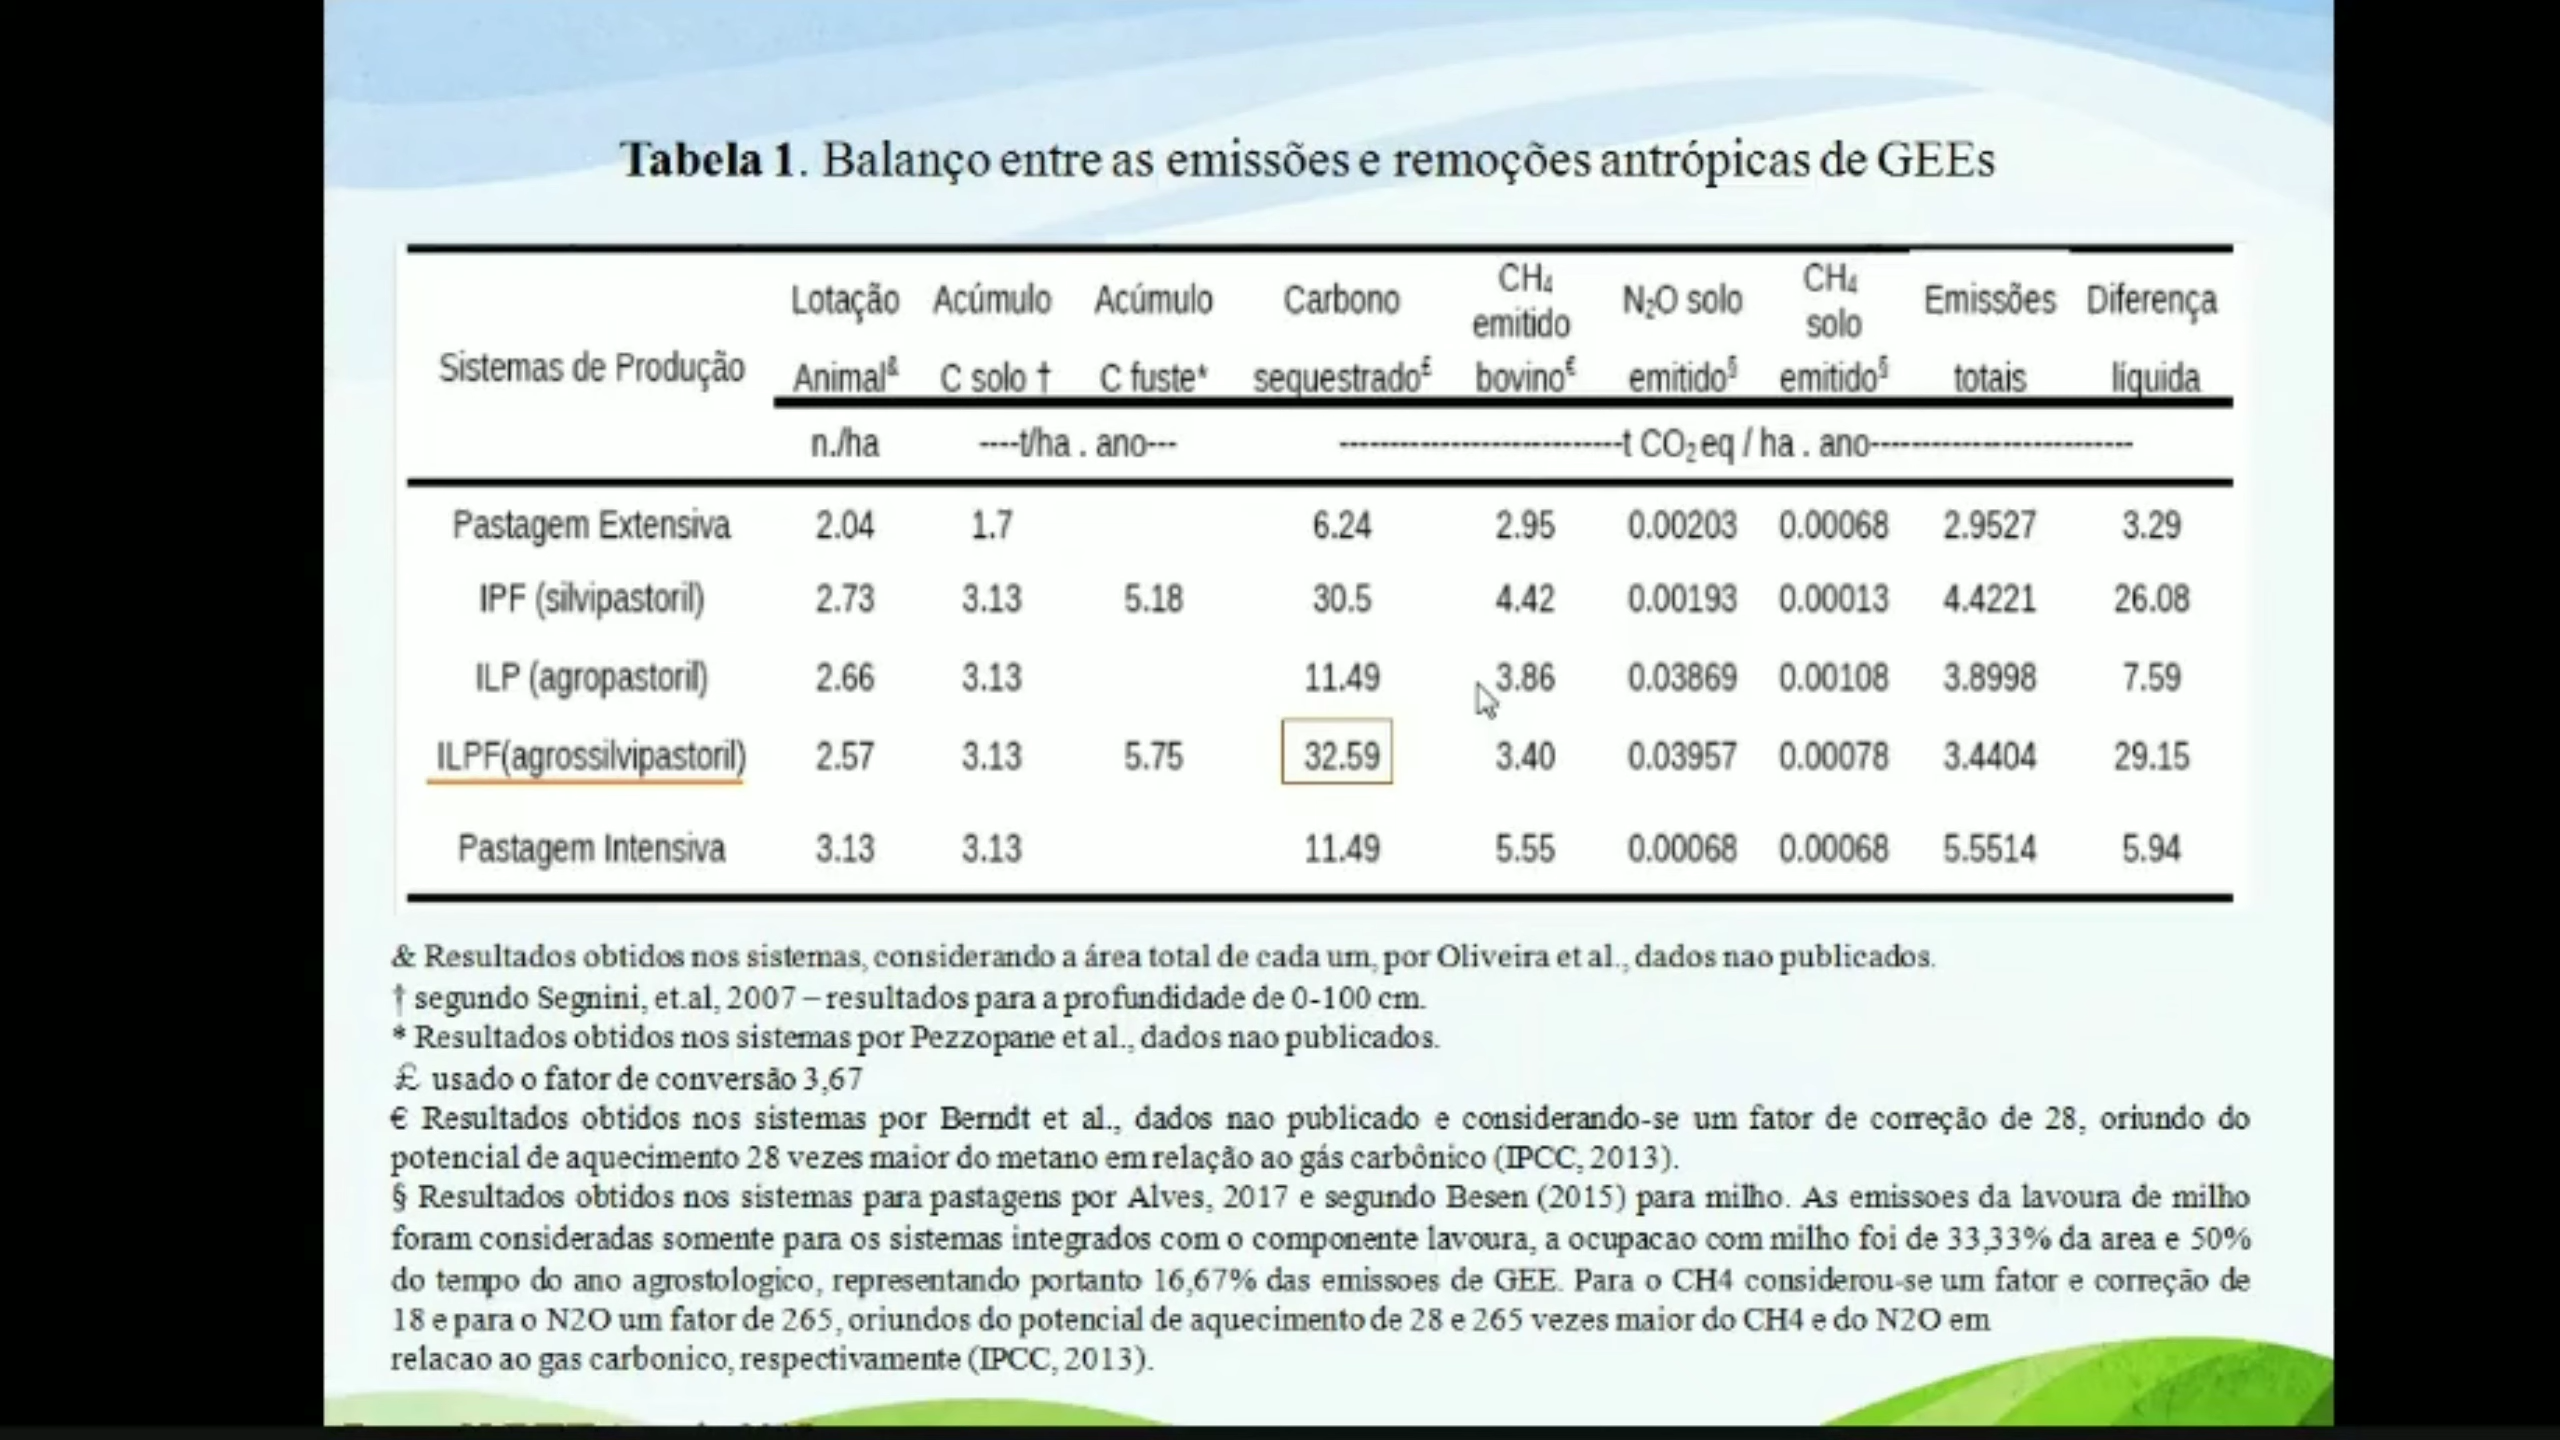 Tabela 1. Balanço entre as emissões e remoções antrópicas de GEEs
Sistemas de Produção Lotação Animal& Acúmulo C solo † Acúmulo C fuste* Carbono sequestrado£ CH₄ emitido bovino€ N₂O solo emitido§ CH₄ solo emitido§ Emissões totais Diferença líquida
n./ha ----t/ha . ano--- ----------------------------t CO₂ eq / ha . ano--------------------------
Pastagem Extensiva 2.04 1.7 6.24 2.95 0.00203 0.00068 2.9527 3.29
IPF (silvipastoril) 2.73 3.13 5.18 30.5 4.42 0.00193 0.00013 4.4221 26.08
ILP (agropastoril) 2.66 3.13 11.49 3.86 0.03869 0.00108 3.8998 7.59
ILPF(agrossilvipastoril) 2.57 3.13 5.75 32.59 3.40 0.03957 0.00078 3.4404 29.15
Pastagem Intensiva 3.13 3.13 11.49 5.55 0.00068 0.00068 5.5514 5.94
& Resultados obtidos nos sistemas, considerando a área total de cada um, por Oliveira et al., dados nao publicados.
† segundo Segnini, et.al, 2007 – resultados para a profundidade de 0-100 cm.
* Resultados obtidos nos sistemas por Pezzopane et al., dados nao publicados.
£ usado o fator de conversão 3,67
€ Resultados obtidos nos sistemas por Berndt et al., dados nao publicado e considerando-se um fator de correção de 28, oriundo do
potencial de aquecimento 28 vezes maior do metano em relação ao gás carbônico (IPCC, 2013).
§ Resultados obtidos nos sistemas para pastagens por Alves, 2017 e segundo Besen (2015) para milho. As emissoes da lavoura de milho
foram consideradas somente para os sistemas integrados com o componente lavoura, a ocupacao com milho foi de 33,33% da area e 50%
do tempo do ano agrostologico, representando portanto 16,67% das emissoes de GEE. Para o CH4 considerou-se um fator e correção de
18 e para o N2O um fator de 265, oriundos do potencial de aquecimento de 28 e 265 vezes maior do CH4 e do N2O em
relacao ao gas carbonico, respectivamente (IPCC, 2013).